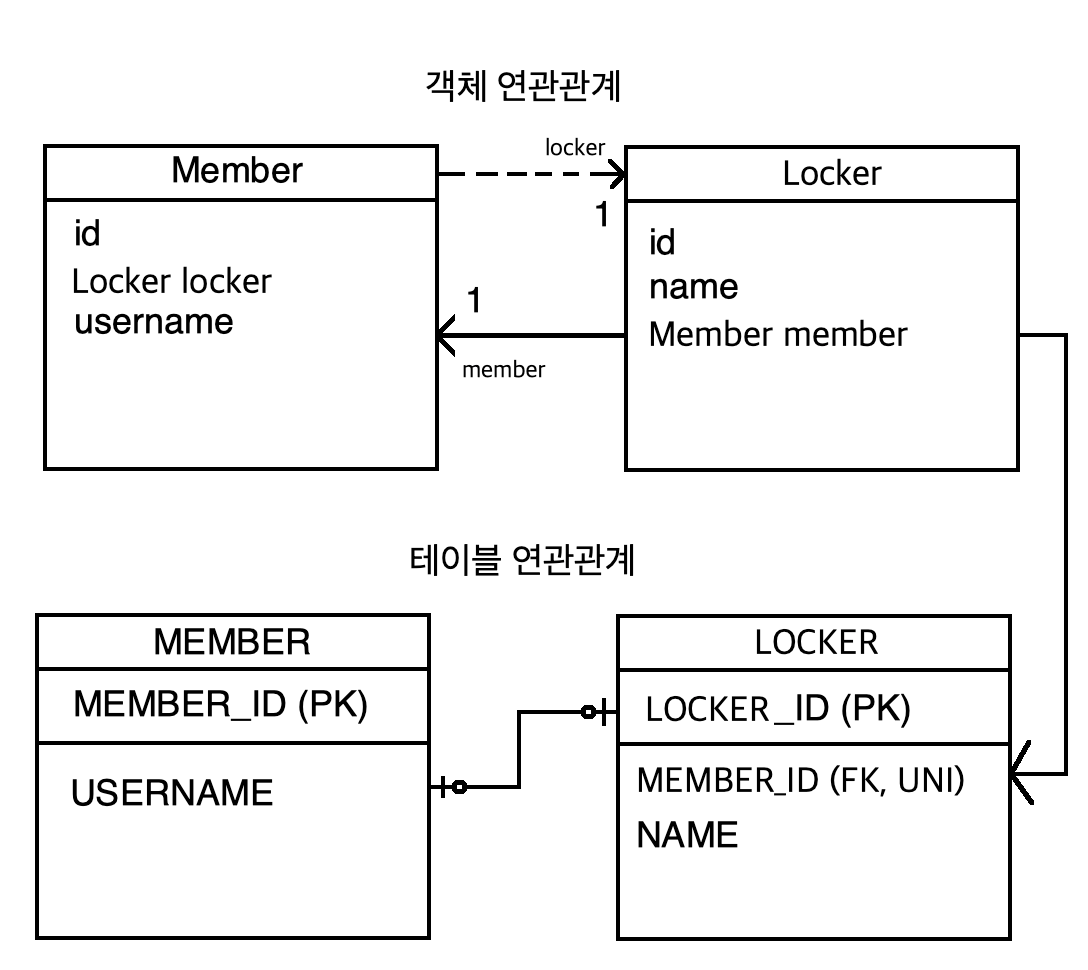 객체 연관관계
Member
locker
Locker
1
id
Locker locker
username
1
member
id
name
Member member
테이블 연관관계
MEMBER
MEMBER_ID (PK)
USERNAME
LOCKER
LOCKER_ID (PK)
MEMBER_ID (FK, UNI)
NAME